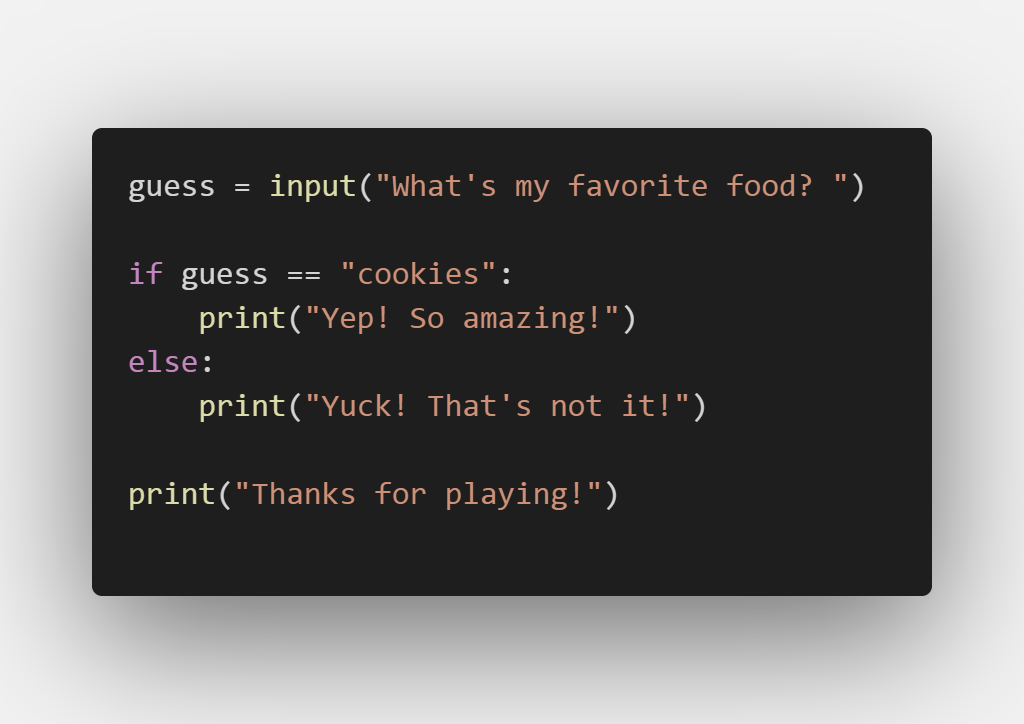 guess = input("What's my favorite food? ")

if guess == "cookies":
    print("Yep! So amazing!")
else:
    print("Yuck! That's not it!")

print("Thanks for playing!")